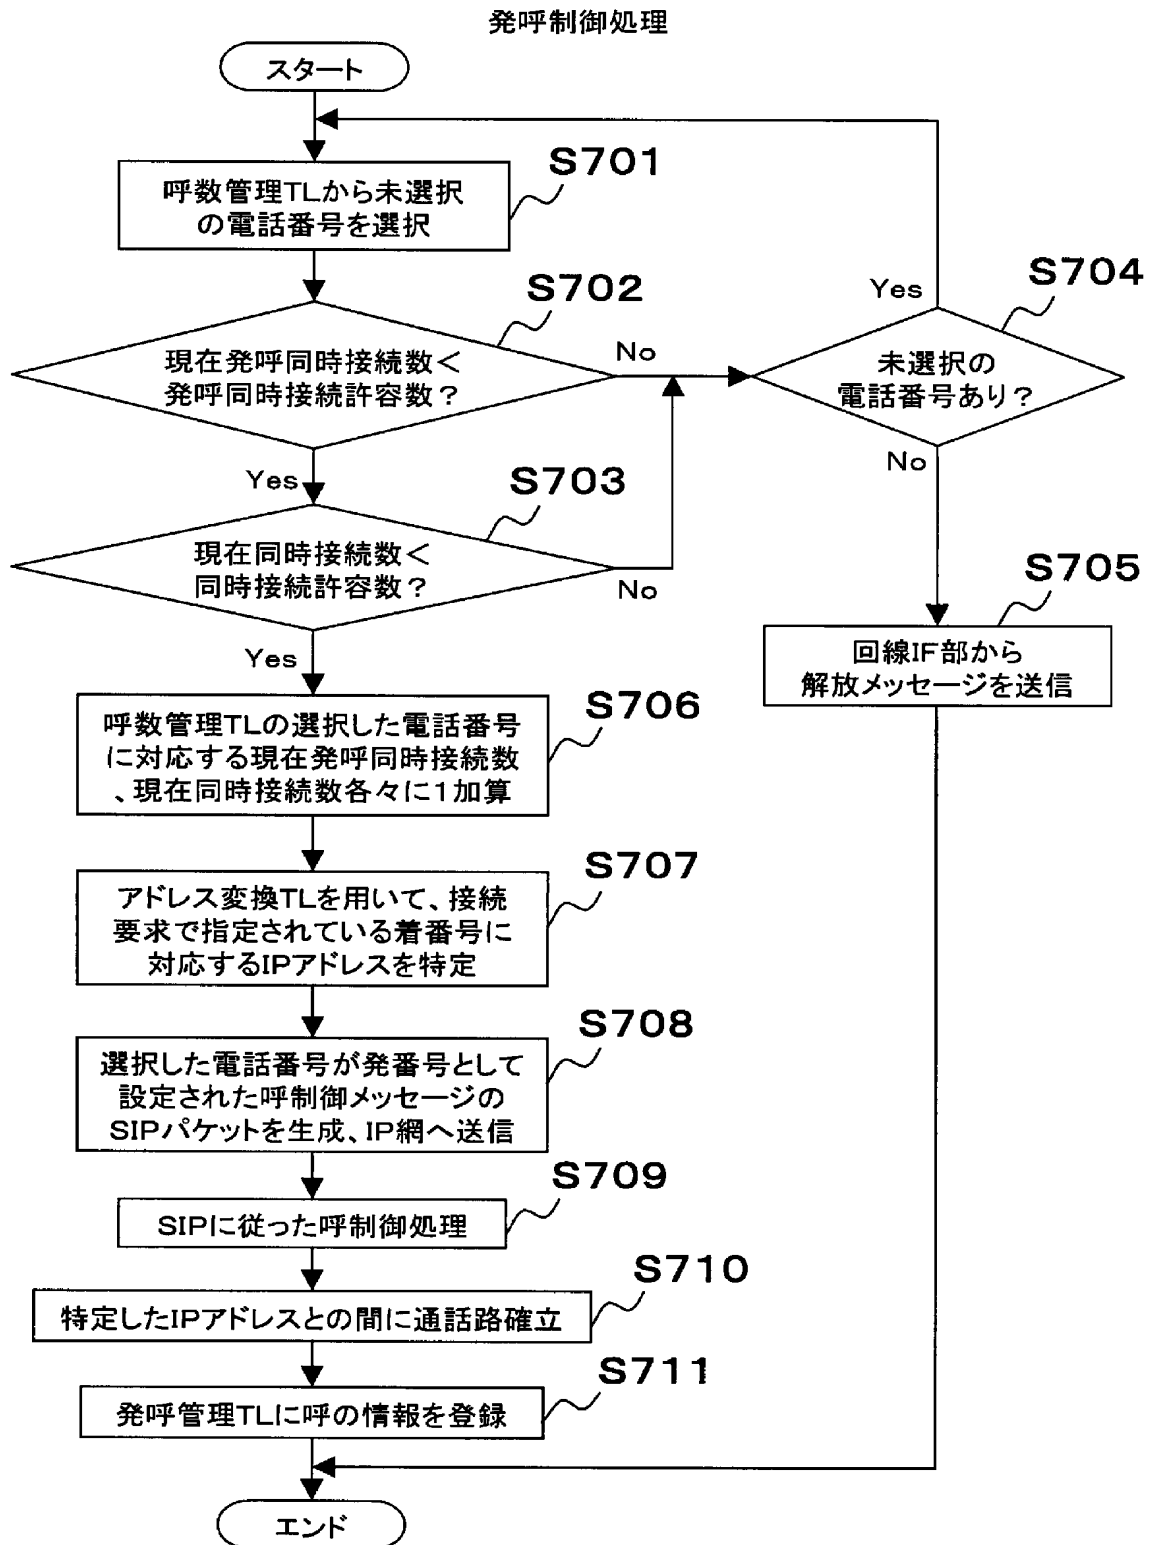 発呼制御処理
スタート
S701
呼数管理TLから未選択
の電話番号を選択
S702
現在発呼同時接続数＜
発呼同時接続許容数？
No
Yes
S704
Yes
未選択の
電話番号あり？
No
S703
現在同時接続数＜
同時接続許容数？
No
Yes
S705
回線IF部から
解放メッセージを送信
S706
呼数管理TLの選択した電話番号
に対応する現在発呼同時接続数
、現在同時接続数各々に１加算
S707
アドレス変換TLを用いて、接続
要求で指定されている着番号に
対応するIPアドレスを特定
S708
選択した電話番号が発番号として
設定された呼制御メッセージの
SIPパケットを生成、IP網へ送信
S709
SIPに従った呼制御処理
S710
特定したIPアドレスとの間に通話路確立
S711
発呼管理TLに呼の情報を登録
エンド